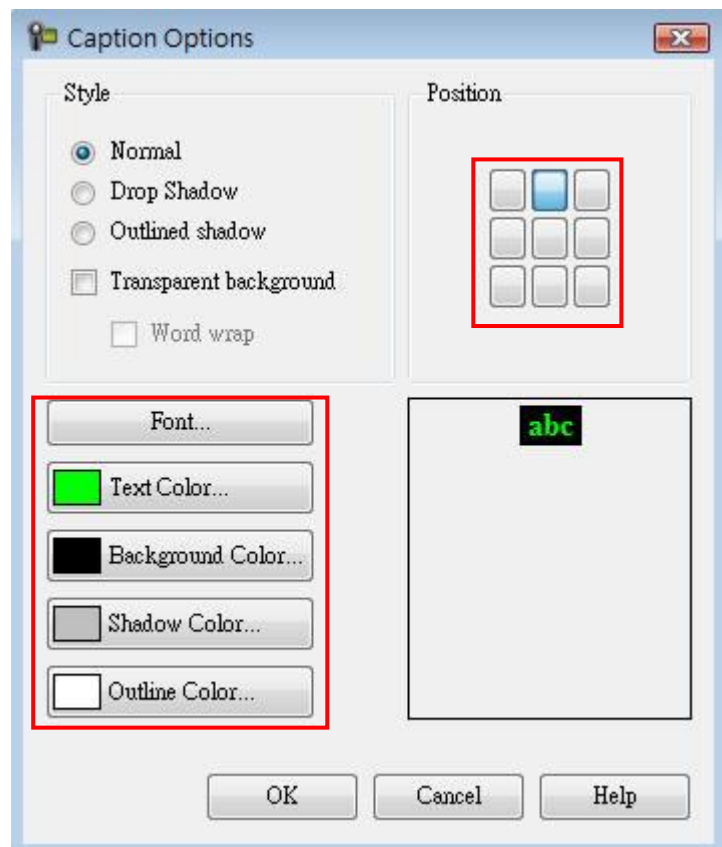 Caption Options
Style
Normal
Drop Shadow
Outlined shadow
Transparent background
Word wrap
Position
Font...
Text Color...
Background Color...
Shadow Color...
Outline Color...
abc
OK
Cancel
Help